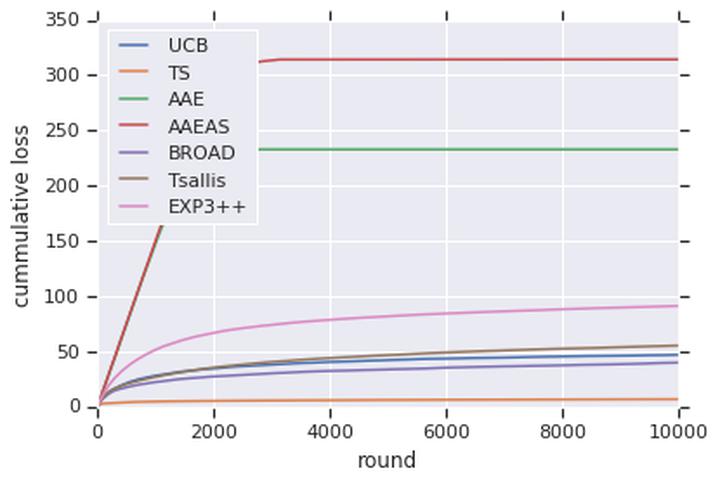 350
300
250
200
150
100
50
0
cummulative loss
UCB
TS
AAE
AAEAS
BROAD
Tsallis
EXP3++
0 2000 4000 6000 8000 10000
round